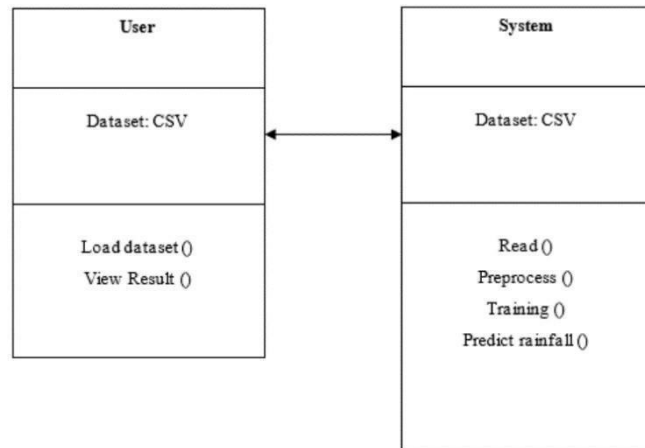 User
Dataset: CSV
Load dataset ()
View Result ()
System
Dataset: CSV
Read ()
Preprocess ()
Training ()
Predict rainfall ()